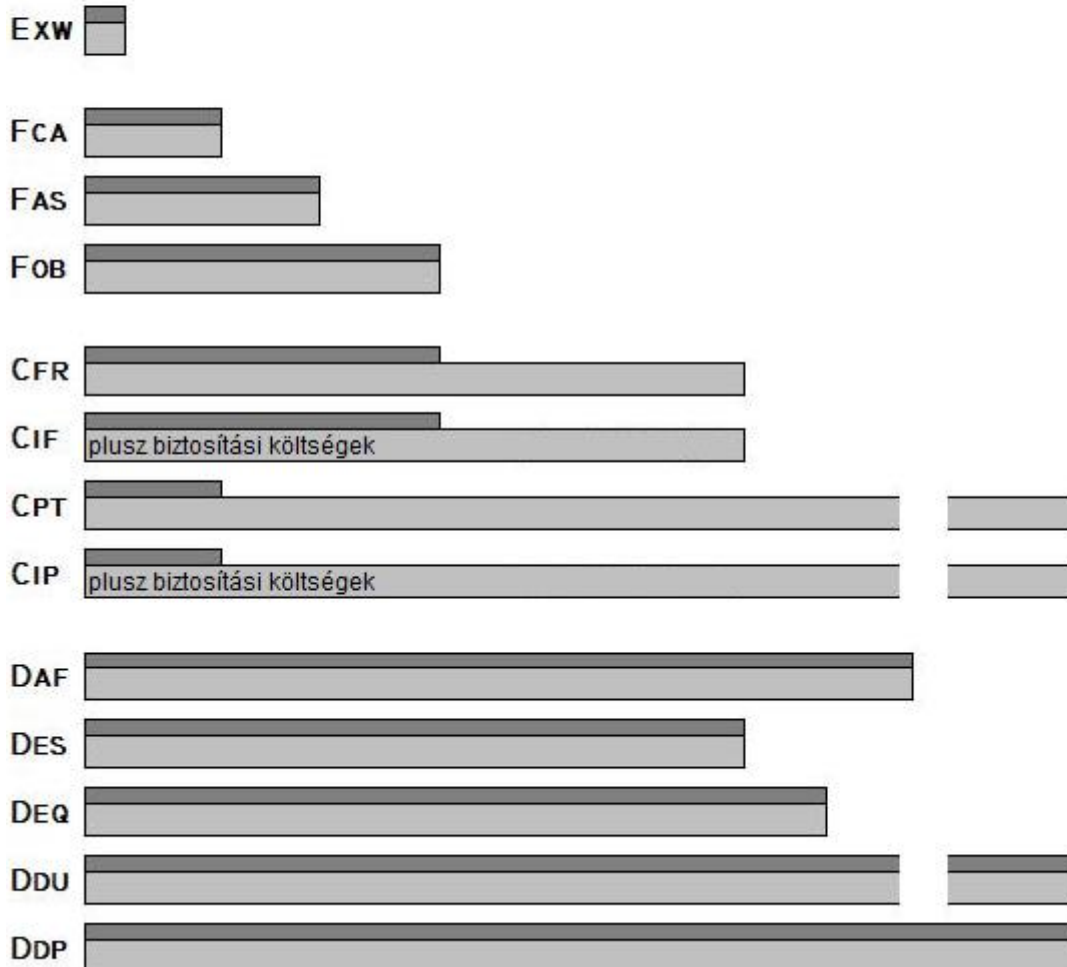 EXW
FCA
FAS
FOB
CFR
CIF
plusz biztosítási költségek
CPT
CIP
plusz biztosítási költségek
DAF
DES
DEQ
DDU
DDP